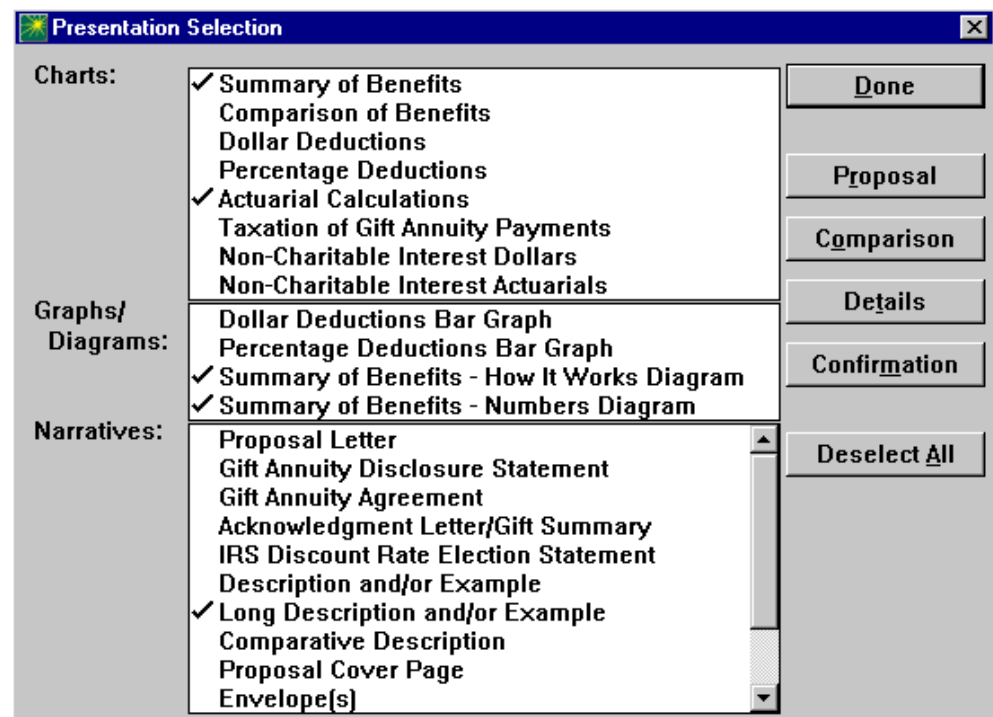 Presentation Selection
Charts:
Summary of Benefits
Comparison of Benefits
Dollar Deductions
Percentage Deductions
Actuarial Calculations
Taxation of Gift Annuity Payments
Non-Charitable Interest Dollars
Non-Charitable Interest Actuarials
Graphs/
Diagrams:
Dollar Deductions Bar Graph
Percentage Deductions Bar Graph
Summary of Benefits - How It Works Diagram
Summary of Benefits - Numbers Diagram
Narratives:
Proposal Letter
Gift Annuity Disclosure Statement
Gift Annuity Agreement
Acknowledgment Letter/Gift Summary
IRS Discount Rate Election Statement
Description and/or Example
Long Description and/or Example
Comparative Description
Proposal Cover Page
Envelope(s)
Done
Proposal
Comparison
Details
Confirmation
Deselect All